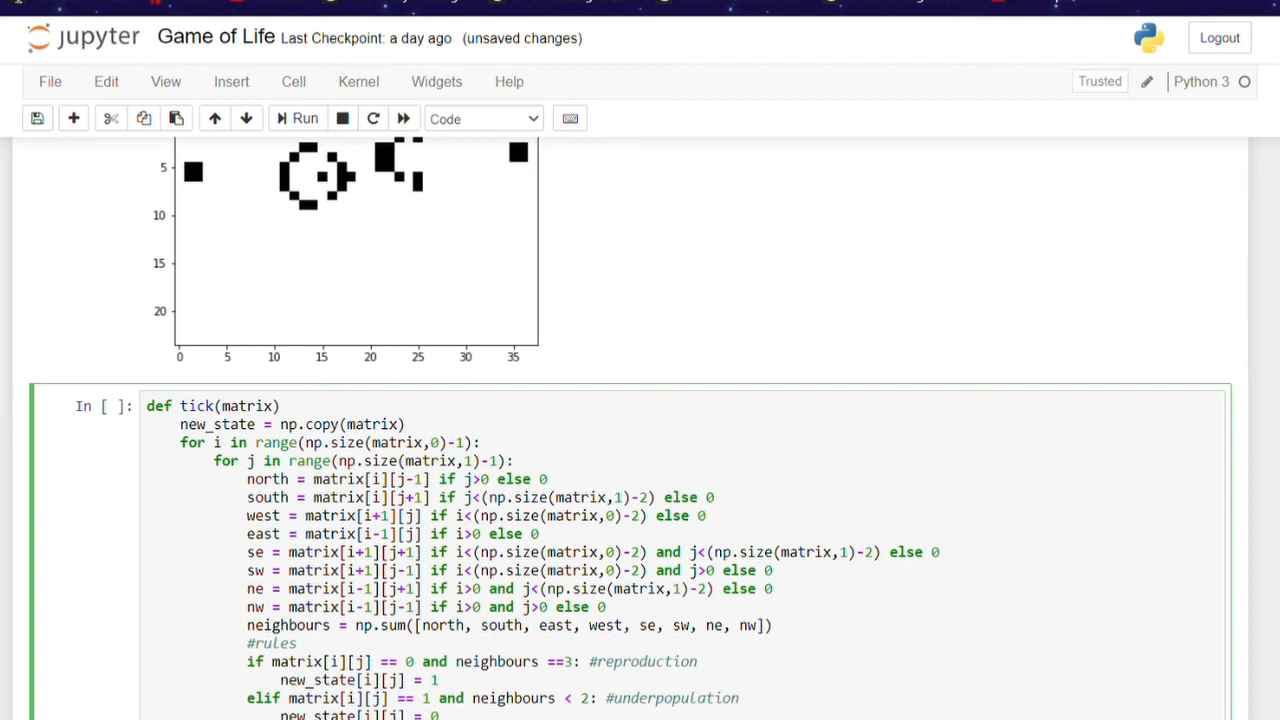 jupyter Game of Life Last Checkpoint: a day ago (unsaved changes) Logout
File Edit View Insert Cell Kernel Widgets Help Trusted Python 3
Run Code
5
10
15
20
0 5 10 15 20 25 30 35
In [ ]: def tick(matrix)
new_state = np.copy(matrix)
for i in range(np.size(matrix,0)-1):
for j in range(np.size(matrix,1)-1):
north = matrix[i][j-1] if j>0 else 0
south = matrix[i][j+1] if j<(np.size(matrix,1)-2) else 0
west = matrix[i+1][j] if i<(np.size(matrix,0)-2) else 0
east = matrix[i-1][j] if i>0 else 0
se = matrix[i+1][j+1] if i<(np.size(matrix,0)-2) and j<(np.size(matrix,1)-2) else 0
sw = matrix[i+1][j-1] if i<(np.size(matrix,0)-2) and j>0 else 0
ne = matrix[i-1][j+1] if i>0 and j<(np.size(matrix,1)-2) else 0
nw = matrix[i-1][j-1] if i>0 and j>0 else 0
neighbours = np.sum([north, south, east, west, se, sw, ne, nw])
#rules
if matrix[i][j] == 0 and neighbours ==3: #reproduction
new_state[i][j] = 1
elif matrix[i][j] == 1 and neighbours < 2: #underpopulation
new_state[i][j] = 0